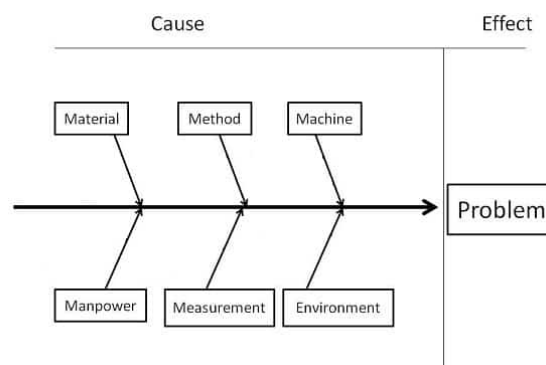 Cause
Effect
Material
Method
Machine
Problem
Manpower
Measurement
Environment